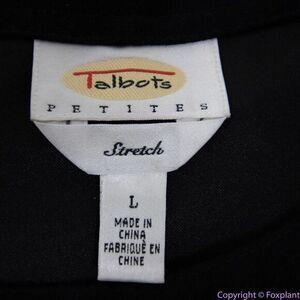 Talbots
PETITES
Stretch
L
MADE IN
CHINA
FABRIQUÉ EN
CHINE
Copyright © Foxplant